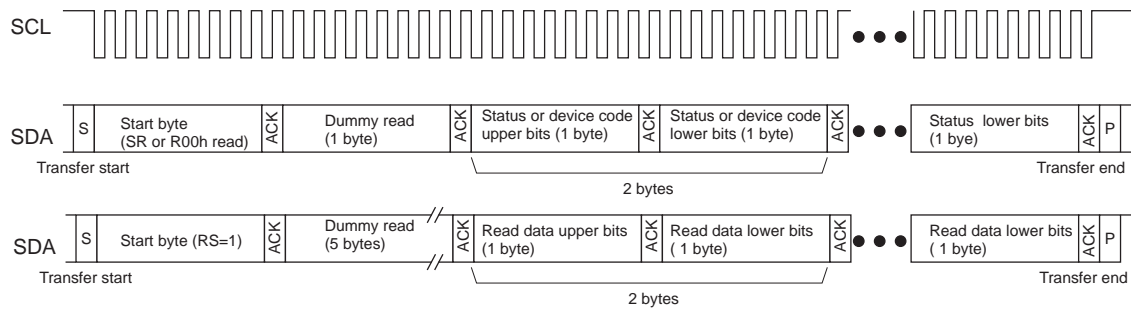 SCL
SDA
S
Start byte
(SR or R00h read)
ACK
Dummy read
(1 byte)
ACK
Status or device code
upper bits (1 byte)
ACK
Status or device code
lower bits (1 byte)
ACK
Status lower bits
(1 bye)
ACK
P
Transfer start
2 bytes
Transfer end
SDA
S
Start byte (RS=1)
ACK
Dummy read
(5 bytes)
ACK
Read data upper bits
(1 byte)
ACK
Read data lower bits
( 1 byte)
ACK
Read data lower bits
( 1 byte)
ACK
P
Transfer start
2 bytes
Transfer end